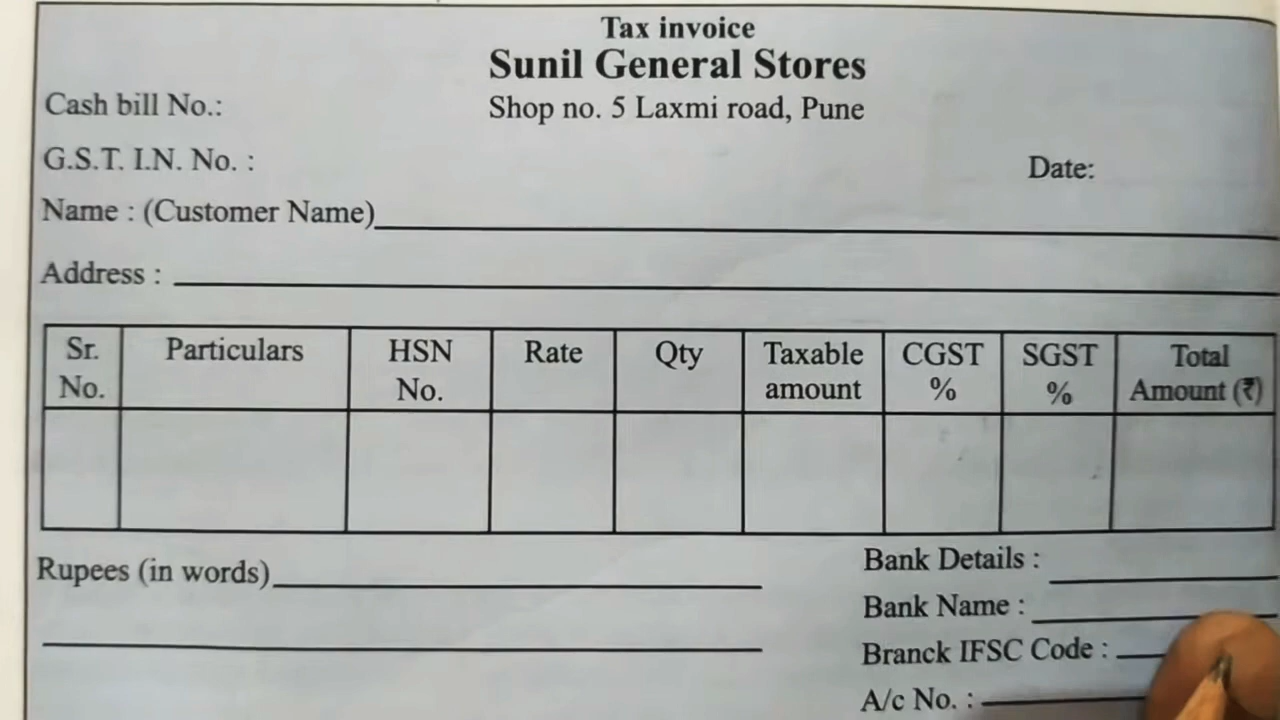 Tax invoice
Sunil General Stores
Cash bill No.:
Shop no. 5 Laxmi road, Pune
G.S.T. I.N. No. :
Date:
Name : (Customer Name)
Address :
Sr. No. Particulars HSN No. Rate Qty Taxable amount CGST % SGST % Total Amount (₹)
Rupees (in words)
Bank Details :
Bank Name :
Branck IFSC Code :
A/c No. :